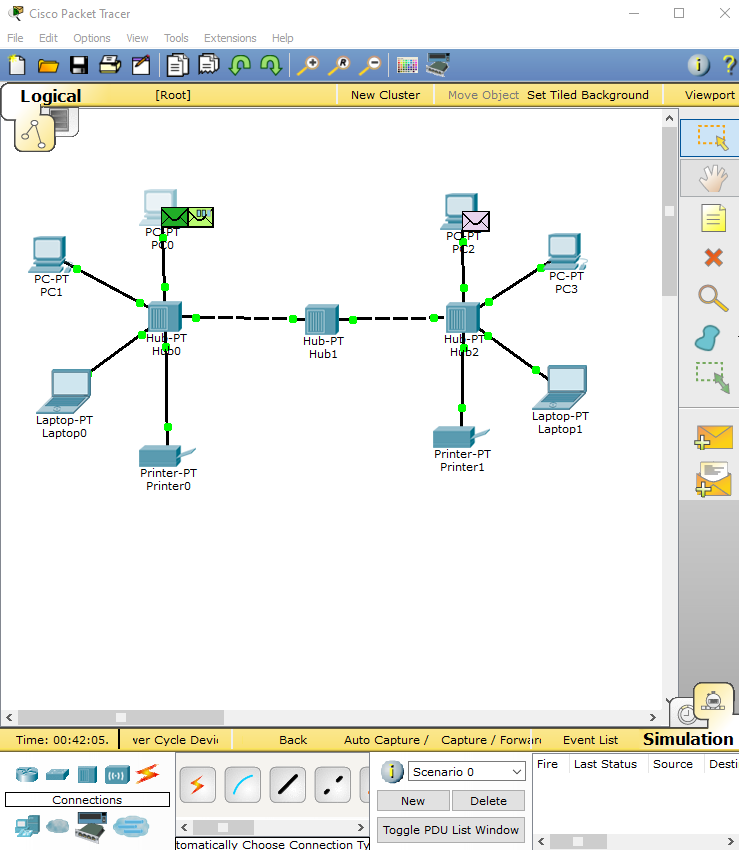 Cisco Packet Tracer
File Edit Options View Tools Extensions Help
Logical [Root] New Cluster Move Object Set Tiled Background Viewport
PC-PT
PC0
PC-PT
PC2
PC-PT
PC1
PC-PT
PC3
Hub-PT
Hub0
Hub-PT
Hub1
Hub-PT
Hub2
Laptop-PT
Laptop0
Laptop-PT
Laptop1
Printer-PT
Printer0
Printer-PT
Printer1
Time: 00:42:05. ver Cycle Devic Back Auto Capture / Capture / Forwar Event List Simulation
Scenario 0
Fire Last Status Source Desti
Connections
New Delete
Toggle PDU List Window
utomatically Choose Connection Ty